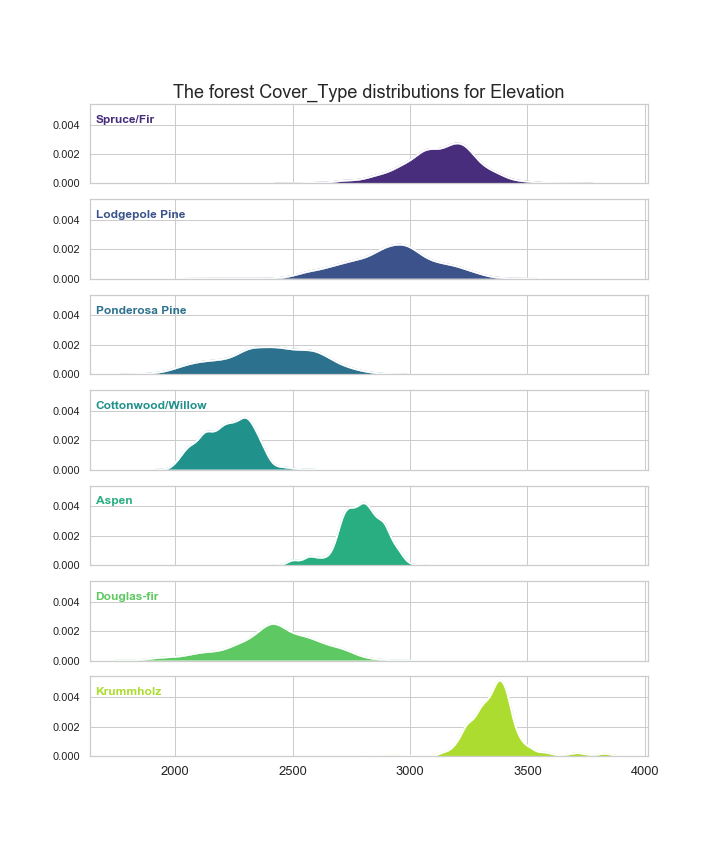 The forest Cover_Type distributions for Elevation
Spruce/Fir
0.004
0.002
0.000
Lodgepole Pine
0.004
0.002
0.000
Ponderosa Pine
0.004
0.002
0.000
Cottonwood/Willow
0.004
0.002
0.000
Aspen
0.004
0.002
0.000
Douglas-fir
0.004
0.002
0.000
Krummholz
0.004
0.002
0.000
2000 2500 3000 3500 4000